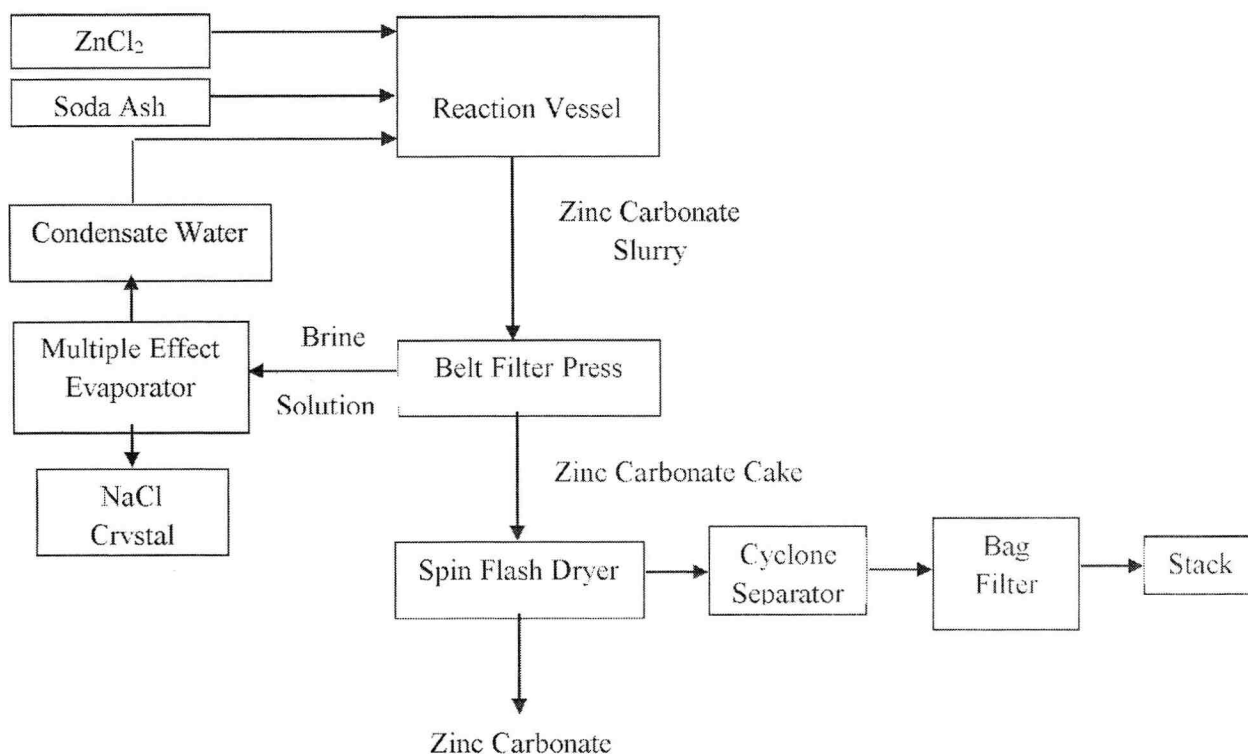 ZnCl₂
Soda Ash
Reaction Vessel
Condensate Water
Zinc Carbonate
Slurry
Multiple Effect
Evaporator
Brine
Solution
Belt Filter Press
NaCl
Crystal
Zinc Carbonate Cake
Spin Flash Dryer
Cyclone
Separator
Bag
Filter
Stack
Zinc Carbonate